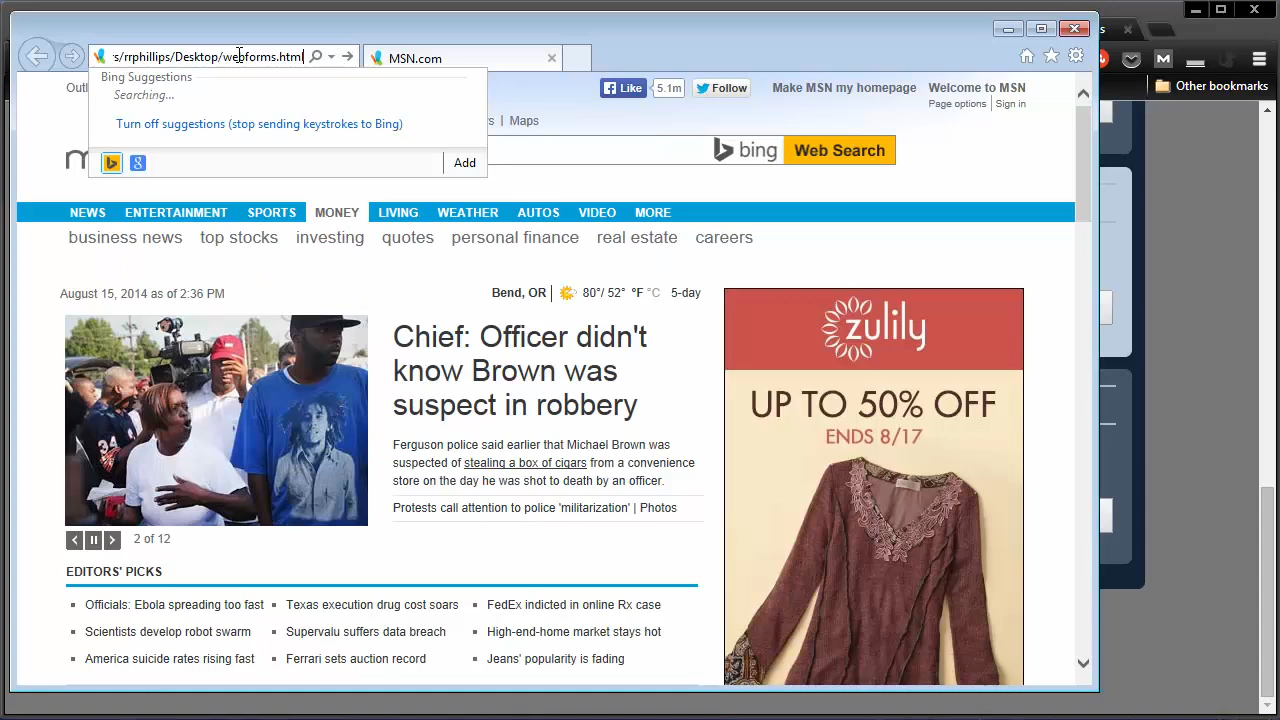 s/rrphillips/Desktop/webforms.html
MSN.com
Bing Suggestions
Searching...
Turn off suggestions (stop sending keystrokes to Bing)
Add
Other bookmarks
Like
5.1m
Follow
Make MSN my homepage
Welcome to MSN
Page options | Sign in
| Maps
bing
Web Search
NEWS ENTERTAINMENT SPORTS MONEY LIVING WEATHER AUTOS VIDEO MORE
business news top stocks investing quotes personal finance real estate careers
August 15, 2014 as of 2:36 PM
Bend, OR | 80°/ 52° °F °C 5-day
Chief: Officer didn't
know Brown was
suspect in robbery
Ferguson police said earlier that Michael Brown was
suspected of stealing a box of cigars from a convenience
store on the day he was shot to death by an officer.
Protests call attention to police 'militarization' | Photos
2 of 12
zulily
UP TO 50% OFF
ENDS 8/17
EDITORS' PICKS
Officials: Ebola spreading too fast
Texas execution drug cost soars
FedEx indicted in online Rx case
Scientists develop robot swarm
Supervalu suffers data breach
High-end-home market stays hot
America suicide rates rising fast
Ferrari sets auction record
Jeans' popularity is fading